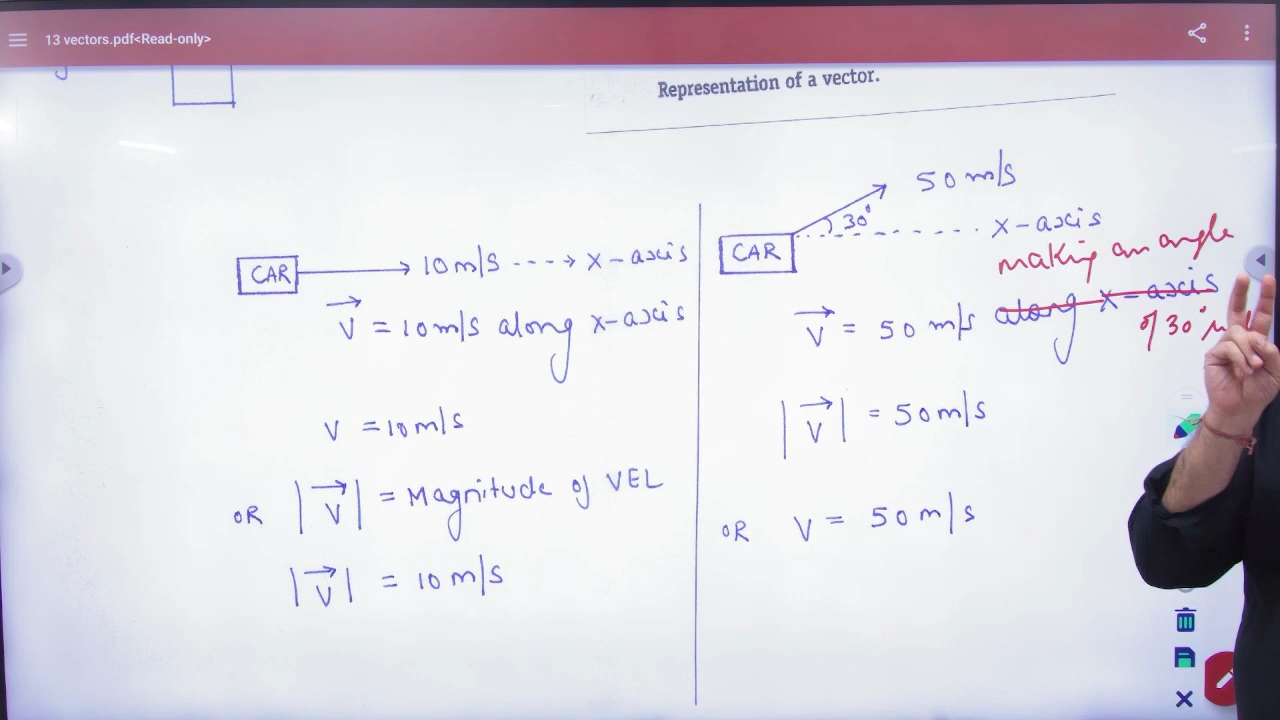 13 vectors.pdf<Read-only>
Representation of a vector.
CAR 10 m/s x-axis
V = 10 m/s along x-axis
V = 10 m/s
OR |V| = Magnitude of VEL
|V| = 10 m/s
50 m/s
30°
x-axis
CAR
making an angle
V = 50 m/s along x-axis
of 30°
|V| = 50 m/s
OR V = 50 m/s